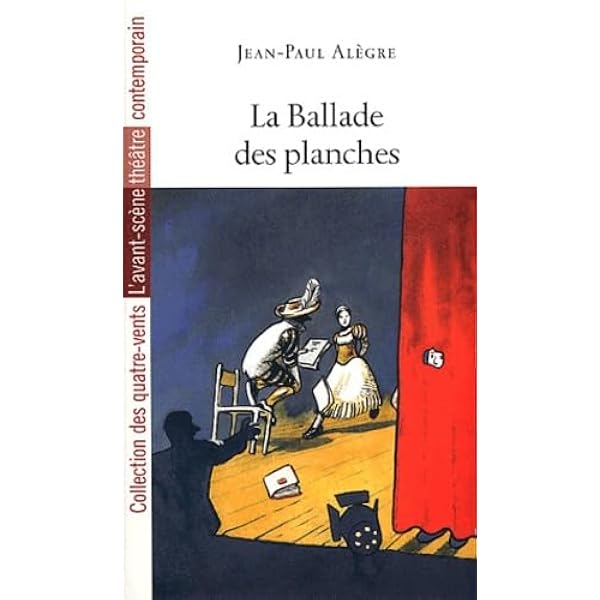 JEAN-PAUL ALÈGRE
La Ballade
des planches
Collection des quatre-vents L'avant-scène théâtre contemporain